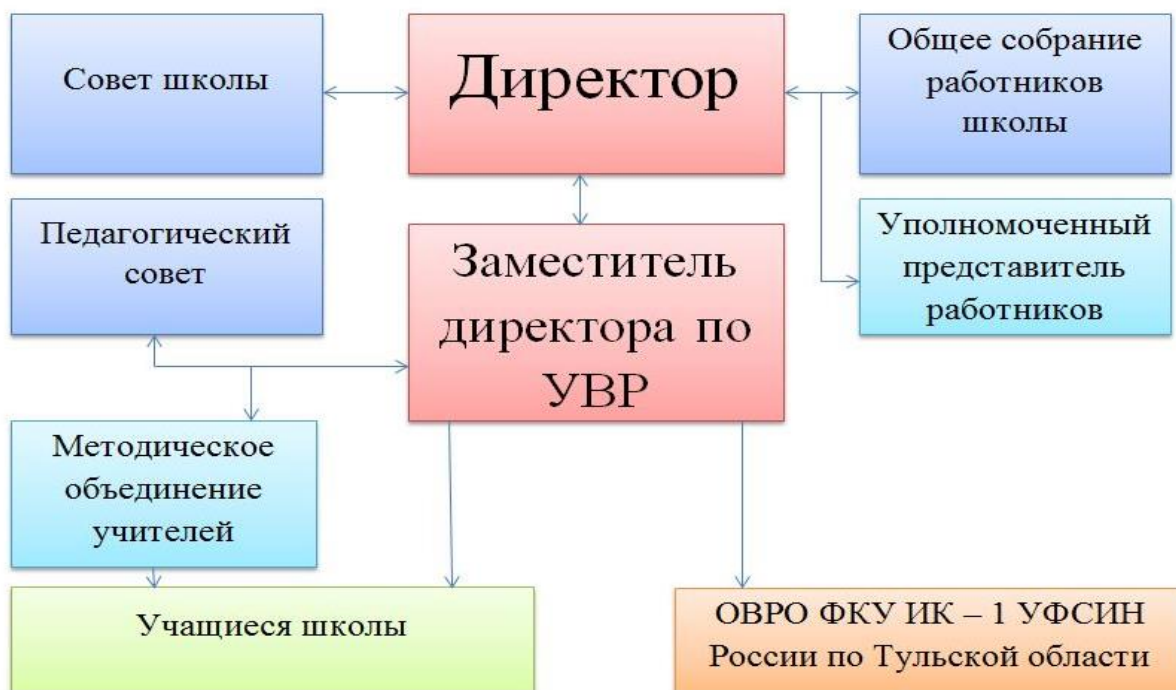 Совет школы
Директор
Общее собрание
работников
школы
Педагогический
совет
Заместитель
директора по
УВР
Уполномоченный
представитель
работников
Методическое
объединение
учителей
Учащиеся школы
ОВРО ФКУ ИК – 1 УФСИН
России по Тульской области